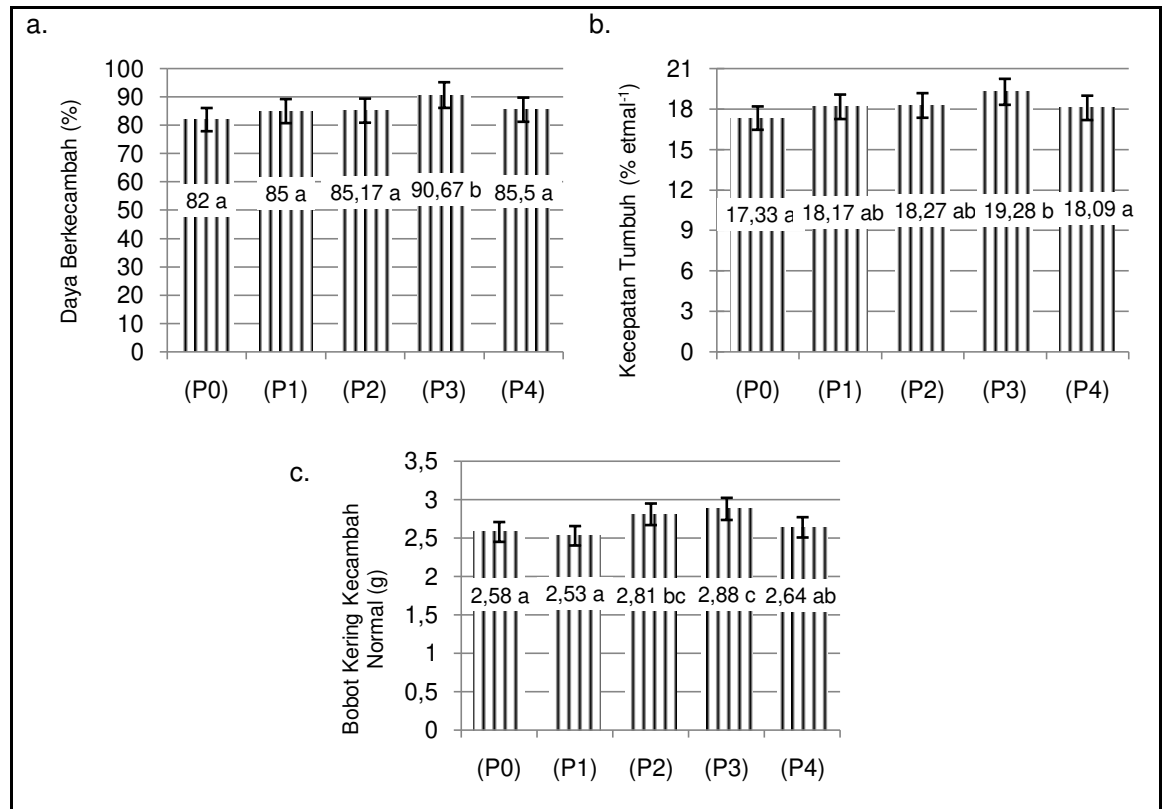 a.
Daya Berkecambah (%)
100
90
80
70
60
50
40
30
20
10
0
82 a
85 a
85,17 a
90,67 b
85,5 a
(P0)
(P1)
(P2)
(P3)
(P4)
b.
Kecepatan Tumbuh (% etmal⁻¹)
21
18
15
12
9
6
3
0
17,33 a
18,17 ab
18,27 ab
19,28 b
18,09 a
(P0)
(P1)
(P2)
(P3)
(P4)
c.
Bobot Kering Kecambah
Normal (g)
3,5
3
2,5
2
1,5
1
0,5
0
2,58 a
2,53 a
2,81 bc
2,88 c
2,64 ab
(P0)
(P1)
(P2)
(P3)
(P4)